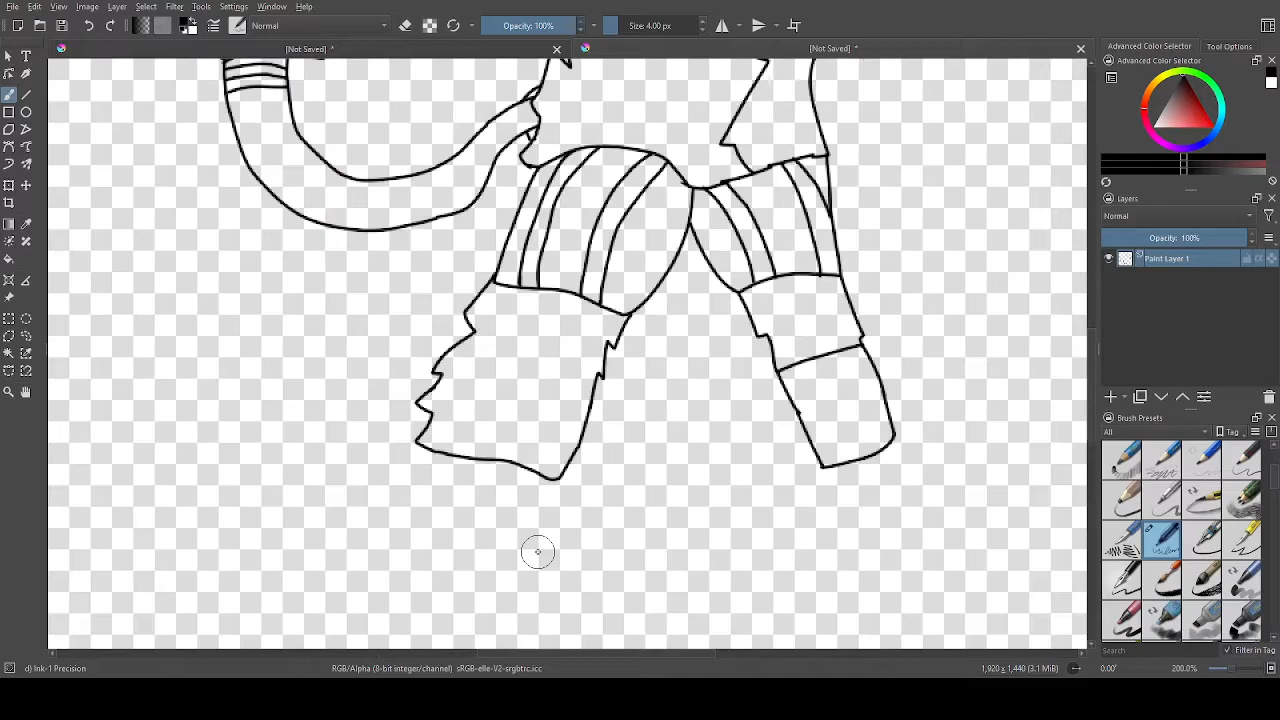 File Edit View Image Layer Select Filter Tools Settings Window Help
Normal Opacity: 100% Size: 4.00 px
[Not Saved] * [Not Saved] *
Advanced Color Selector Tool Options
Advanced Color Selector
Layers
Normal
Opacity: 100%
Paint Layer 1
Brush Presets
All Tag
Search Filter in Tag
d) Ink-1 Precision RGB/Alpha (8-bit integer/channel) sRGB-elle-V2-srgbtrc.icc 1,920 x 1,440 (3.1 MiB) 0.00° 200.0%